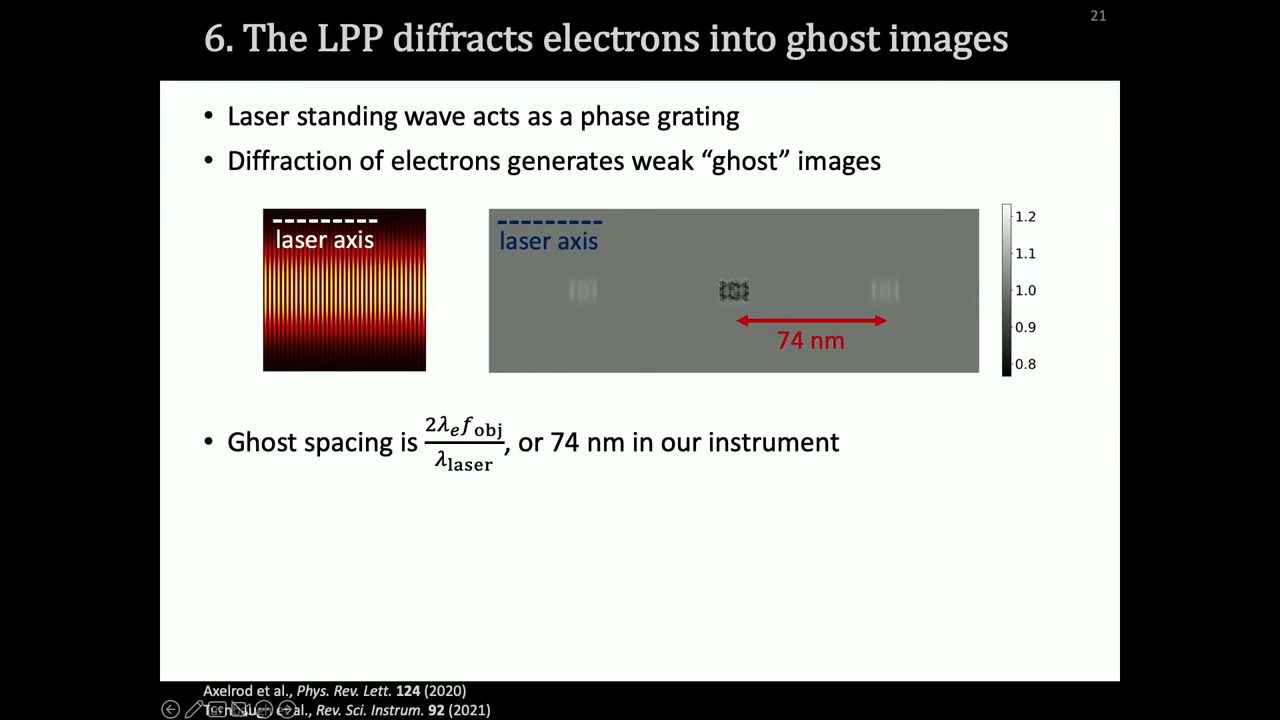 21
6. The LPP diffracts electrons into ghost images
• Laser standing wave acts as a phase grating
• Diffraction of electrons generates weak “ghost” images
laser axis
laser axis
74 nm
1.2
1.1
1.0
0.9
0.8
• Ghost spacing is 2λₑf_obj / λ_laser, or 74 nm in our instrument
Axelrod et al., Phys. Rev. Lett. 124 (2020)
et al., Rev. Sci. Instrum. 92 (2021)